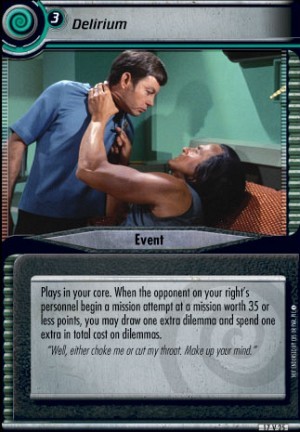 3
Delirium
Event
Plays in your core. When the opponent on your right's
personnel begin a mission attempt at a mission worth 35 or
less points, you may draw one extra dilemma and spend one
extra in total cost on dilemmas.
"Well, either choke me or cut my throat. Make up your mind."
17 V 25